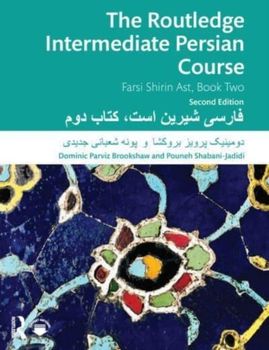 The Routledge
Intermediate Persian
Course
Farsi Shirin Ast, Book Two
Second Edition
فارسی شیرین است، کتاب دوم
دومینیک پرویز بروکشا و پونه شعبانی جدیدی
Dominic Parviz Brookshaw and Pouneh Shabani-Jadidi